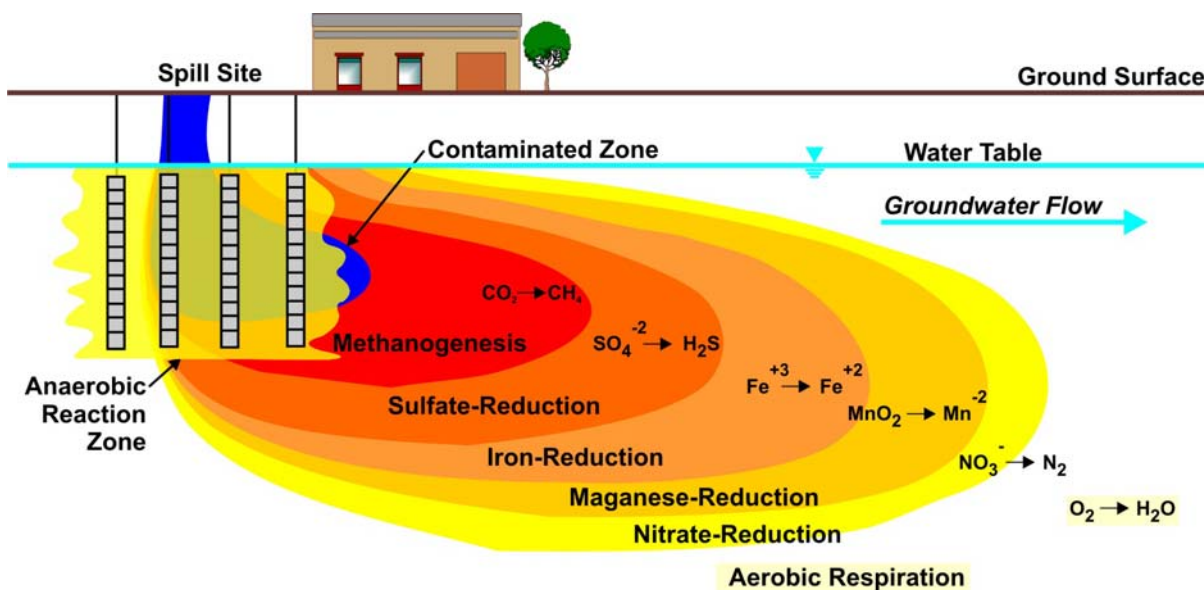 Spill Site
Ground Surface
Contaminated Zone
Water Table
Groundwater Flow
CO₂ → CH₄
Methanogenesis
SO₄⁻² → H₂S
Anaerobic
Reaction
Zone
Sulfate-Reduction
Fe⁺³ → Fe⁺²
MnO₂ → Mn⁻²
Iron-Reduction
NO₃⁻ → N₂
Maganese-Reduction
O₂ → H₂O
Nitrate-Reduction
Aerobic Respiration